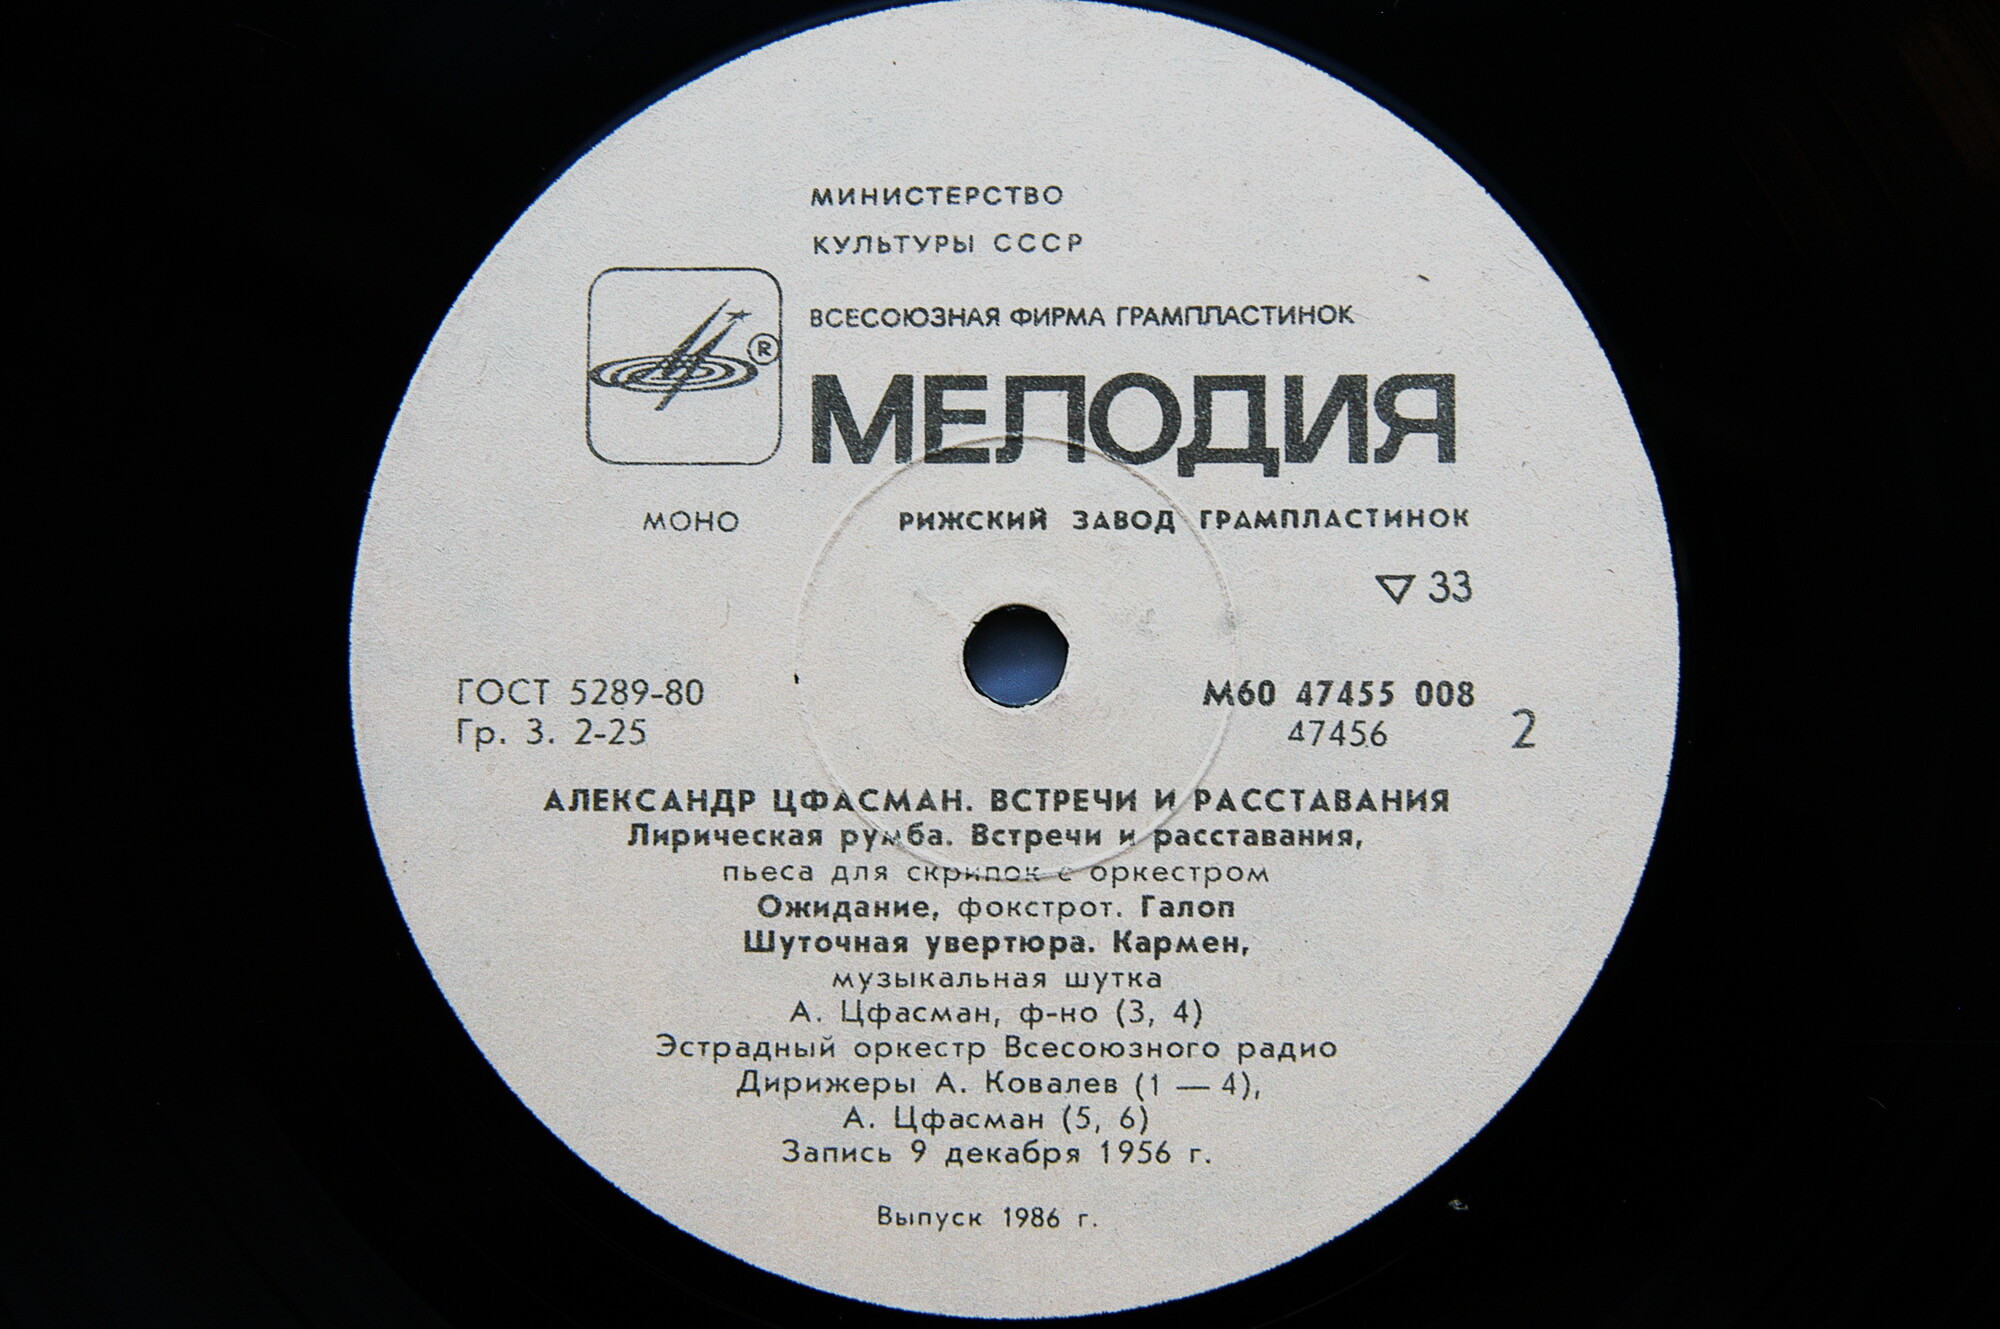 МИНИСТЕРСТВО
КУЛЬТУРЫ СССР
ВСЕСОЮЗНАЯ ФИРМА ГРАМПЛАСТИНОК
®
МЕЛОДИЯ
МОНО
РИЖСКИЙ ЗАВОД ГРАМПЛАСТИНОК
▽ 33
ГОСТ 5289-80
Гр. 3. 2-25
М60 47455 008
47456
2
АЛЕКСАНДР ЦФАСМАН. ВСТРЕЧИ И РАССТАВАНИЯ
Лирическая румба. Встречи и расставания,
пьеса для скрипок с оркестром
Ожидание, фокстрот. Галоп
Шуточная увертюра. Кармен,
музыкальная шутка
А. Цфасман, ф-но (3, 4)
Эстрадный оркестр Всесоюзного радио
Дирижеры А. Ковалев (1 — 4),
А. Цфасман (5, 6)
Запись 9 декабря 1956 г.
Выпуск 1986 г.